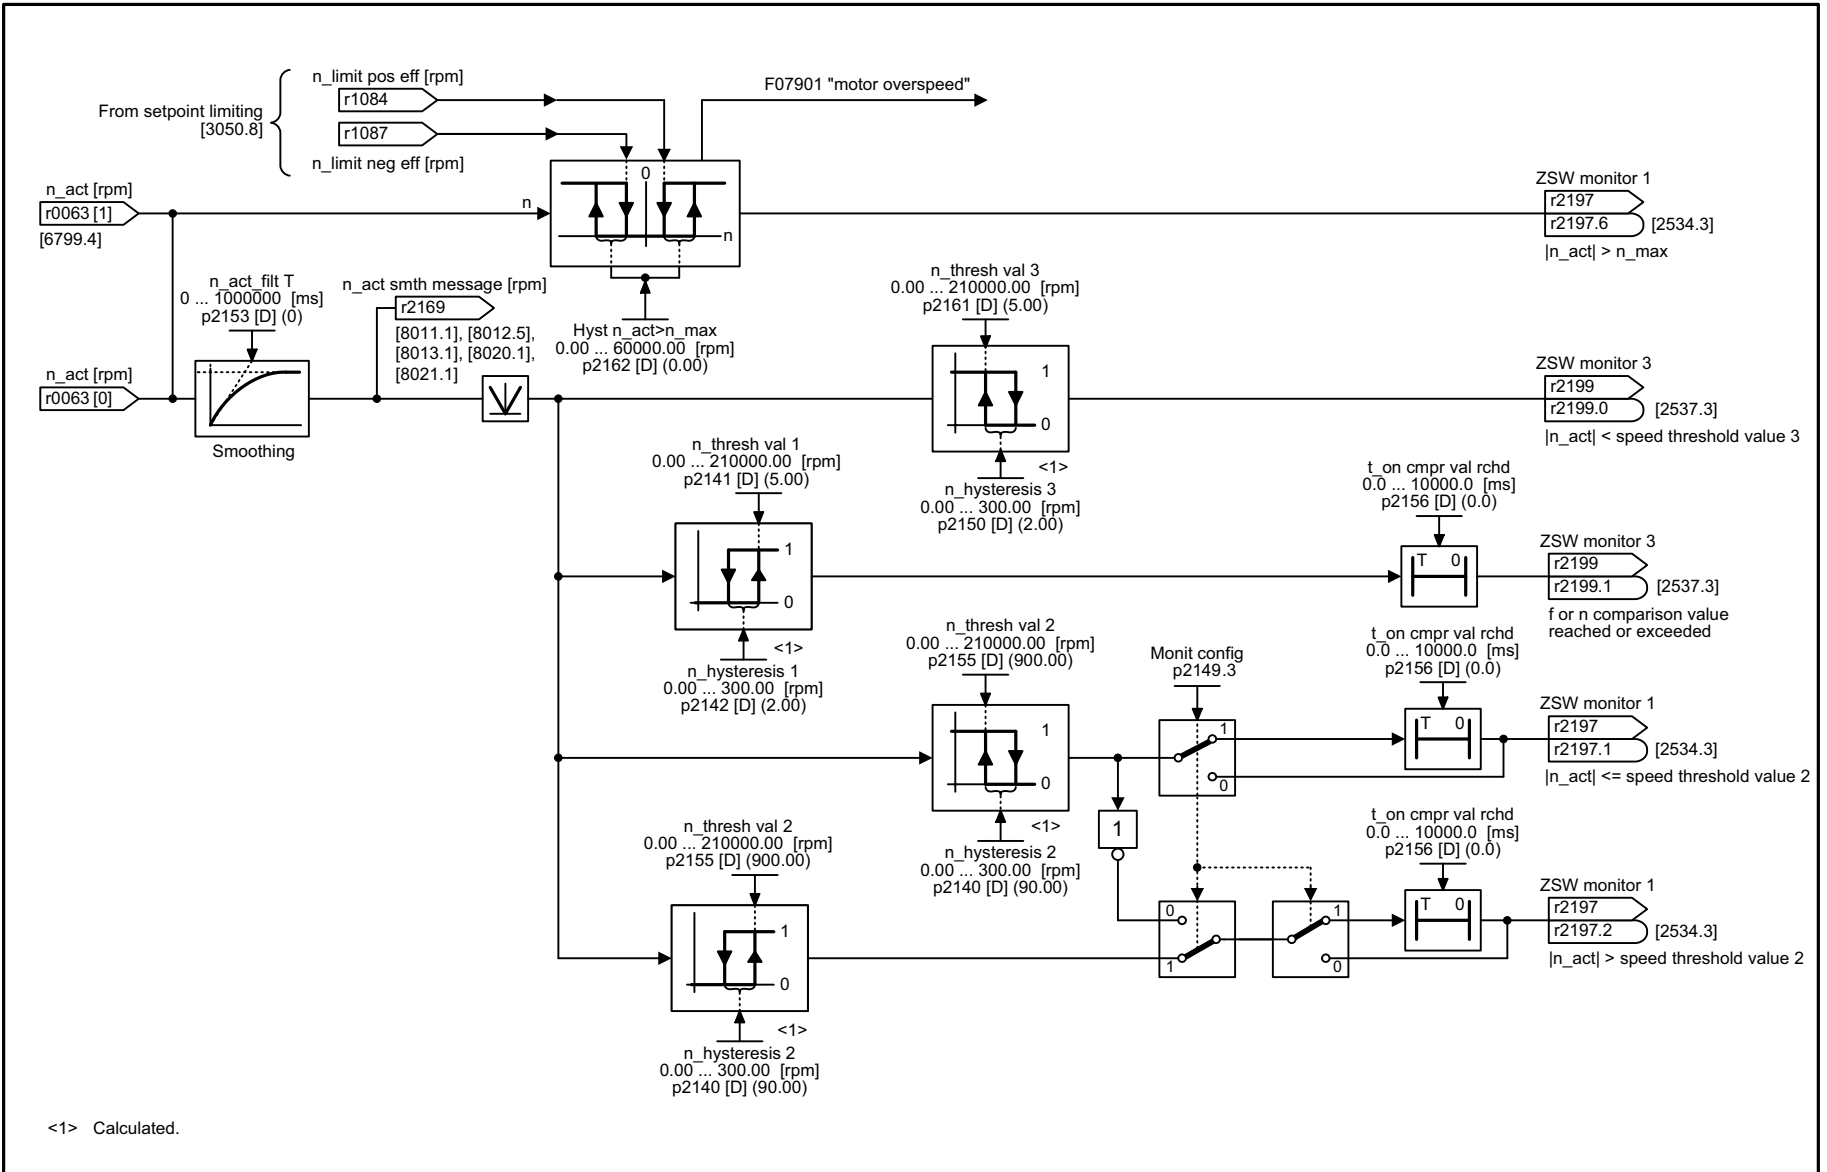 n_limit pos eff [rpm]
r1084
From setpoint limiting
[3050.8]
r1087
n_limit neg eff [rpm]
F07901 "motor overspeed"
n_act [rpm]
r0063 [1]
[6799.4]
n
0
n
ZSW monitor 1
r2197
r2197.6 [2534.3]
|n_act| > n_max
n_act_filt T
0 ... 1000000 [ms]
p2153 [D] (0)
n_act smth message [rpm]
r2169
[8011.1], [8012.5],
[8013.1], [8020.1],
[8021.1]
Hyst n_act>n_max
0.00 ... 60000.00 [rpm]
p2162 [D] (0.00)
n_thresh val 3
0.00 ... 210000.00 [rpm]
p2161 [D] (5.00)
n_act [rpm]
r0063 [0]
Smoothing
1
0
<1>
n_hysteresis 3
0.00 ... 300.00 [rpm]
p2150 [D] (2.00)
ZSW monitor 3
r2199
r2199.0 [2537.3]
|n_act| < speed threshold value 3
n_thresh val 1
0.00 ... 210000.00 [rpm]
p2141 [D] (5.00)
1
0
<1>
n_hysteresis 1
0.00 ... 300.00 [rpm]
p2142 [D] (2.00)
t_on cmpr val rchd
0.0 ... 10000.0 [ms]
p2156 [D] (0.0)
T 0
ZSW monitor 3
r2199
r2199.1 [2537.3]
f or n comparison value
reached or exceeded
n_thresh val 2
0.00 ... 210000.00 [rpm]
p2155 [D] (900.00)
1
0
<1>
n_hysteresis 2
0.00 ... 300.00 [rpm]
p2140 [D] (90.00)
Monit config
p2149.3
1
0
t_on cmpr val rchd
0.0 ... 10000.0 [ms]
p2156 [D] (0.0)
T 0
ZSW monitor 1
r2197
r2197.1 [2534.3]
|n_act| <= speed threshold value 2
1
n_thresh val 2
0.00 ... 210000.00 [rpm]
p2155 [D] (900.00)
1
0
<1>
n_hysteresis 2
0.00 ... 300.00 [rpm]
p2140 [D] (90.00)
0
1
1
0
t_on cmpr val rchd
0.0 ... 10000.0 [ms]
p2156 [D] (0.0)
T 0
ZSW monitor 1
r2197
r2197.2 [2534.3]
|n_act| > speed threshold value 2
<1> Calculated.